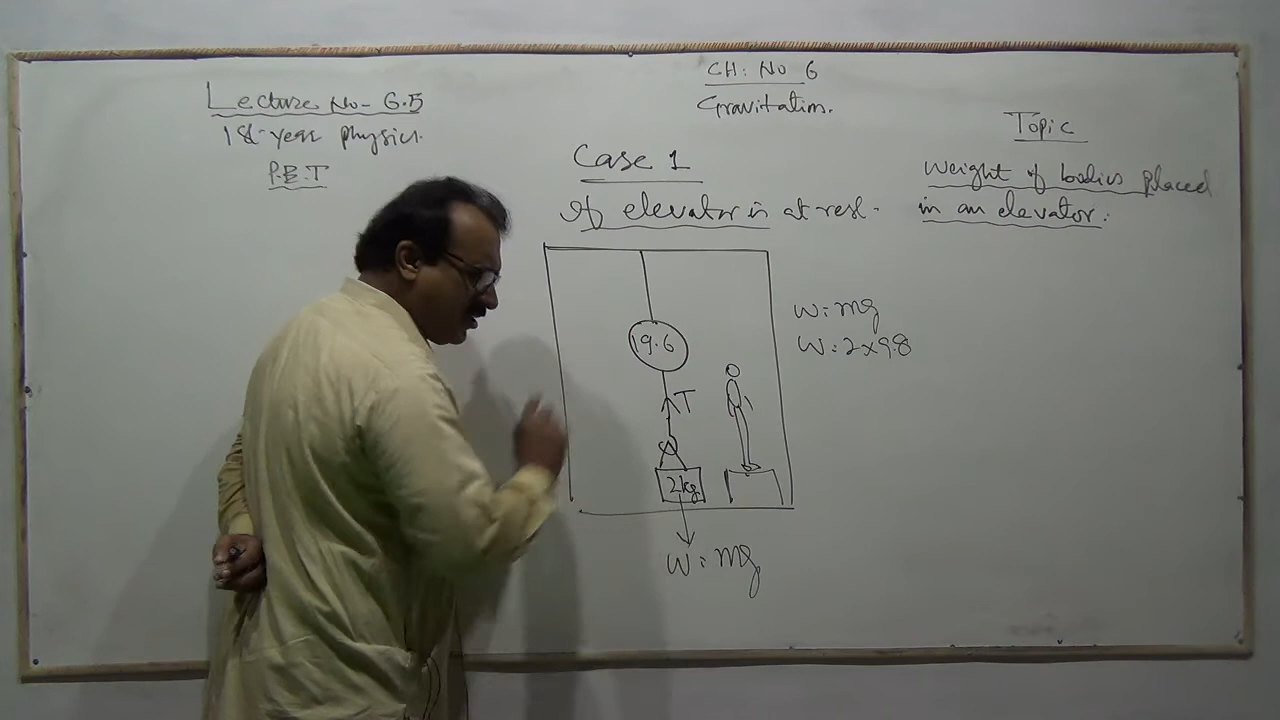 Lecture No- 6.5
1st-year physics.
P.B.T
CH: No 6
Gravitation.
Topic
Weight of bodies placed
in an elevator.
Case 1
If elevator is at rest.
19.6
T
2kg
W = mg
W = mg
W = 2×9.8